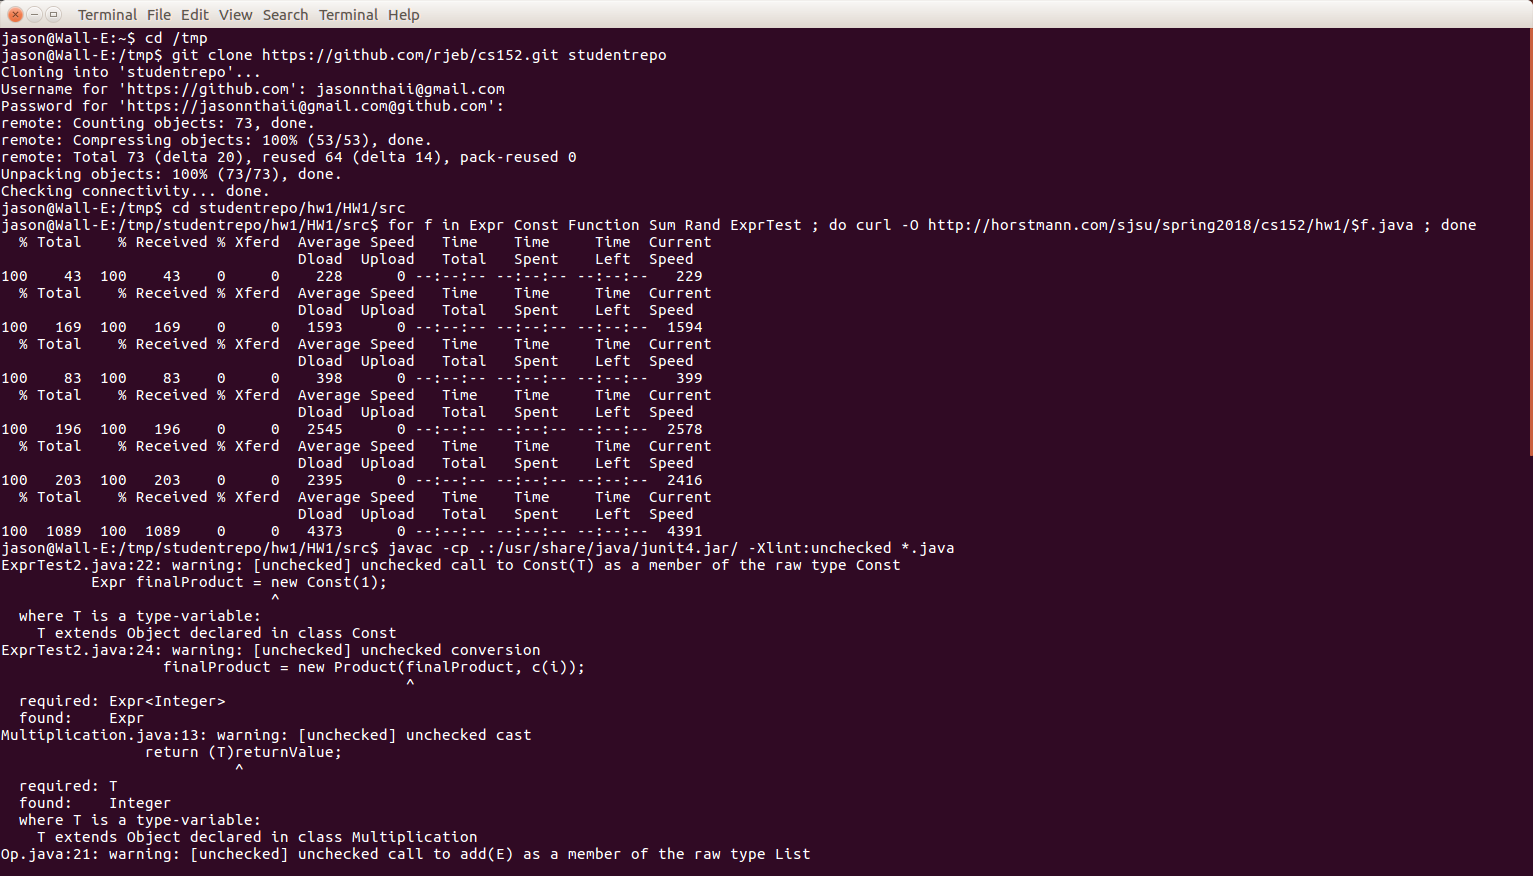 Terminal File Edit View Search Terminal Help
jason@Wall-E:~$ cd /tmp
jason@Wall-E:/tmp$ git clone https://github.com/rjeb/cs152.git studentrepo
Cloning into 'studentrepo'...
Username for 'https://github.com': jasonnthaii@gmail.com
Password for 'https://jasonnthaii@gmail.com@github.com':
remote: Counting objects: 73, done.
remote: Compressing objects: 100% (53/53), done.
remote: Total 73 (delta 20), reused 64 (delta 14), pack-reused 0
Unpacking objects: 100% (73/73), done.
Checking connectivity... done.
jason@Wall-E:/tmp$ cd studentrepo/hw1/HW1/src
jason@Wall-E:/tmp/studentrepo/hw1/HW1/src$ for f in Expr Const Function Sum Rand ExprTest ; do curl -O http://horstmann.com/sjsu/spring2018/cs152/hw1/$f.java ; done
  % Total    % Received % Xferd  Average Speed   Time    Time     Time  Current
                                 Dload  Upload   Total   Spent    Left  Speed
100    43  100    43    0     0    228      0 --:--:-- --:--:-- --:--:--   229
  % Total    % Received % Xferd  Average Speed   Time    Time     Time  Current
                                 Dload  Upload   Total   Spent    Left  Speed
100   169  100   169    0     0   1593      0 --:--:-- --:--:-- --:--:--  1594
  % Total    % Received % Xferd  Average Speed   Time    Time     Time  Current
                                 Dload  Upload   Total   Spent    Left  Speed
100    83  100    83    0     0    398      0 --:--:-- --:--:-- --:--:--   399
  % Total    % Received % Xferd  Average Speed   Time    Time     Time  Current
                                 Dload  Upload   Total   Spent    Left  Speed
100   196  100   196    0     0   2545      0 --:--:-- --:--:-- --:--:--  2578
  % Total    % Received % Xferd  Average Speed   Time    Time     Time  Current
                                 Dload  Upload   Total   Spent    Left  Speed
100   203  100   203    0     0   2395      0 --:--:-- --:--:-- --:--:--  2416
  % Total    % Received % Xferd  Average Speed   Time    Time     Time  Current
                                 Dload  Upload   Total   Spent    Left  Speed
100  1089  100  1089    0     0   4373      0 --:--:-- --:--:-- --:--:--  4391
jason@Wall-E:/tmp/studentrepo/hw1/HW1/src$ javac -cp .:/usr/share/java/junit4.jar/ -Xlint:unchecked *.java
ExprTest2.java:22: warning: [unchecked] unchecked call to Const(T) as a member of the raw type Const
          Expr finalProduct = new Const(1);
                              ^
  where T is a type-variable:
    T extends Object declared in class Const
ExprTest2.java:24: warning: [unchecked] unchecked conversion
                  finalProduct = new Product(finalProduct, c(i));
                                             ^
  required: Expr<Integer>
  found:    Expr
Multiplication.java:13: warning: [unchecked] unchecked cast
                return (T)returnValue;
                          ^
  required: T
  found:    Integer
  where T is a type-variable:
    T extends Object declared in class Multiplication
Op.java:21: warning: [unchecked] unchecked call to add(E) as a member of the raw type List